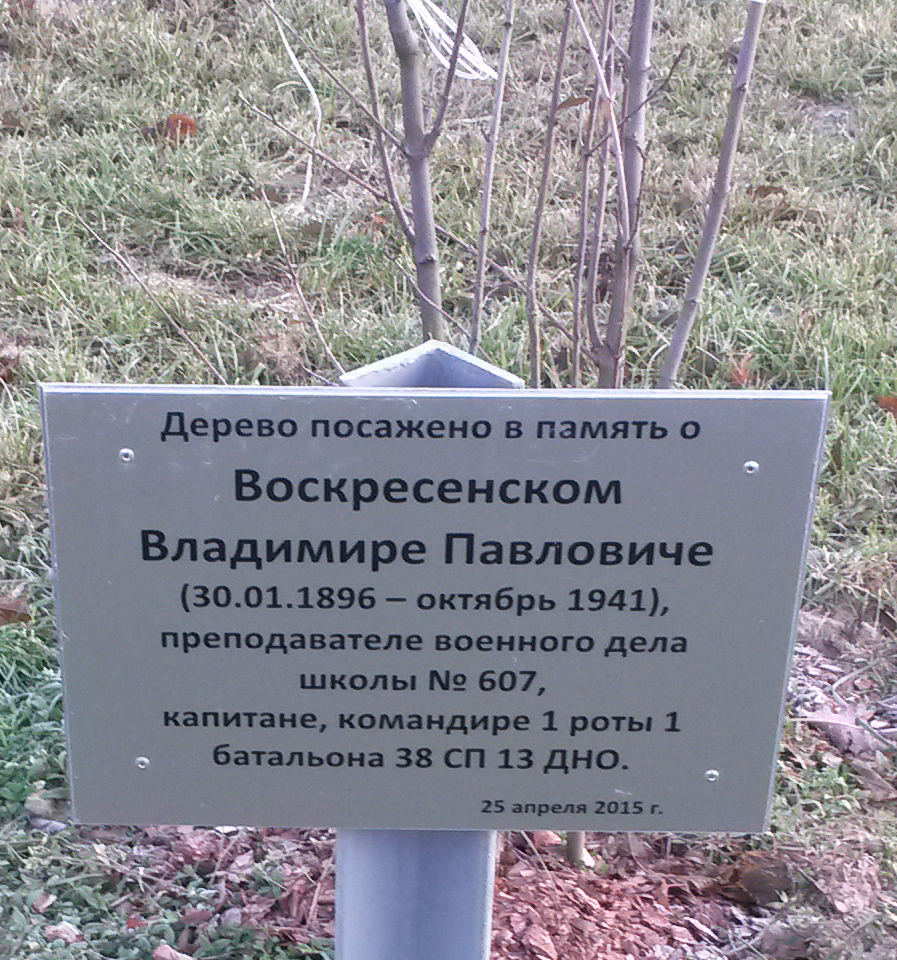 Дерево посажено в память о
Воскресенском
Владимире Павловиче
(30.01.1896 – октябрь 1941),
преподавателе военного дела
школы № 607,
капитане, командире 1 роты 1
батальона 38 СП 13 ДНО.
25 апреля 2015 г.